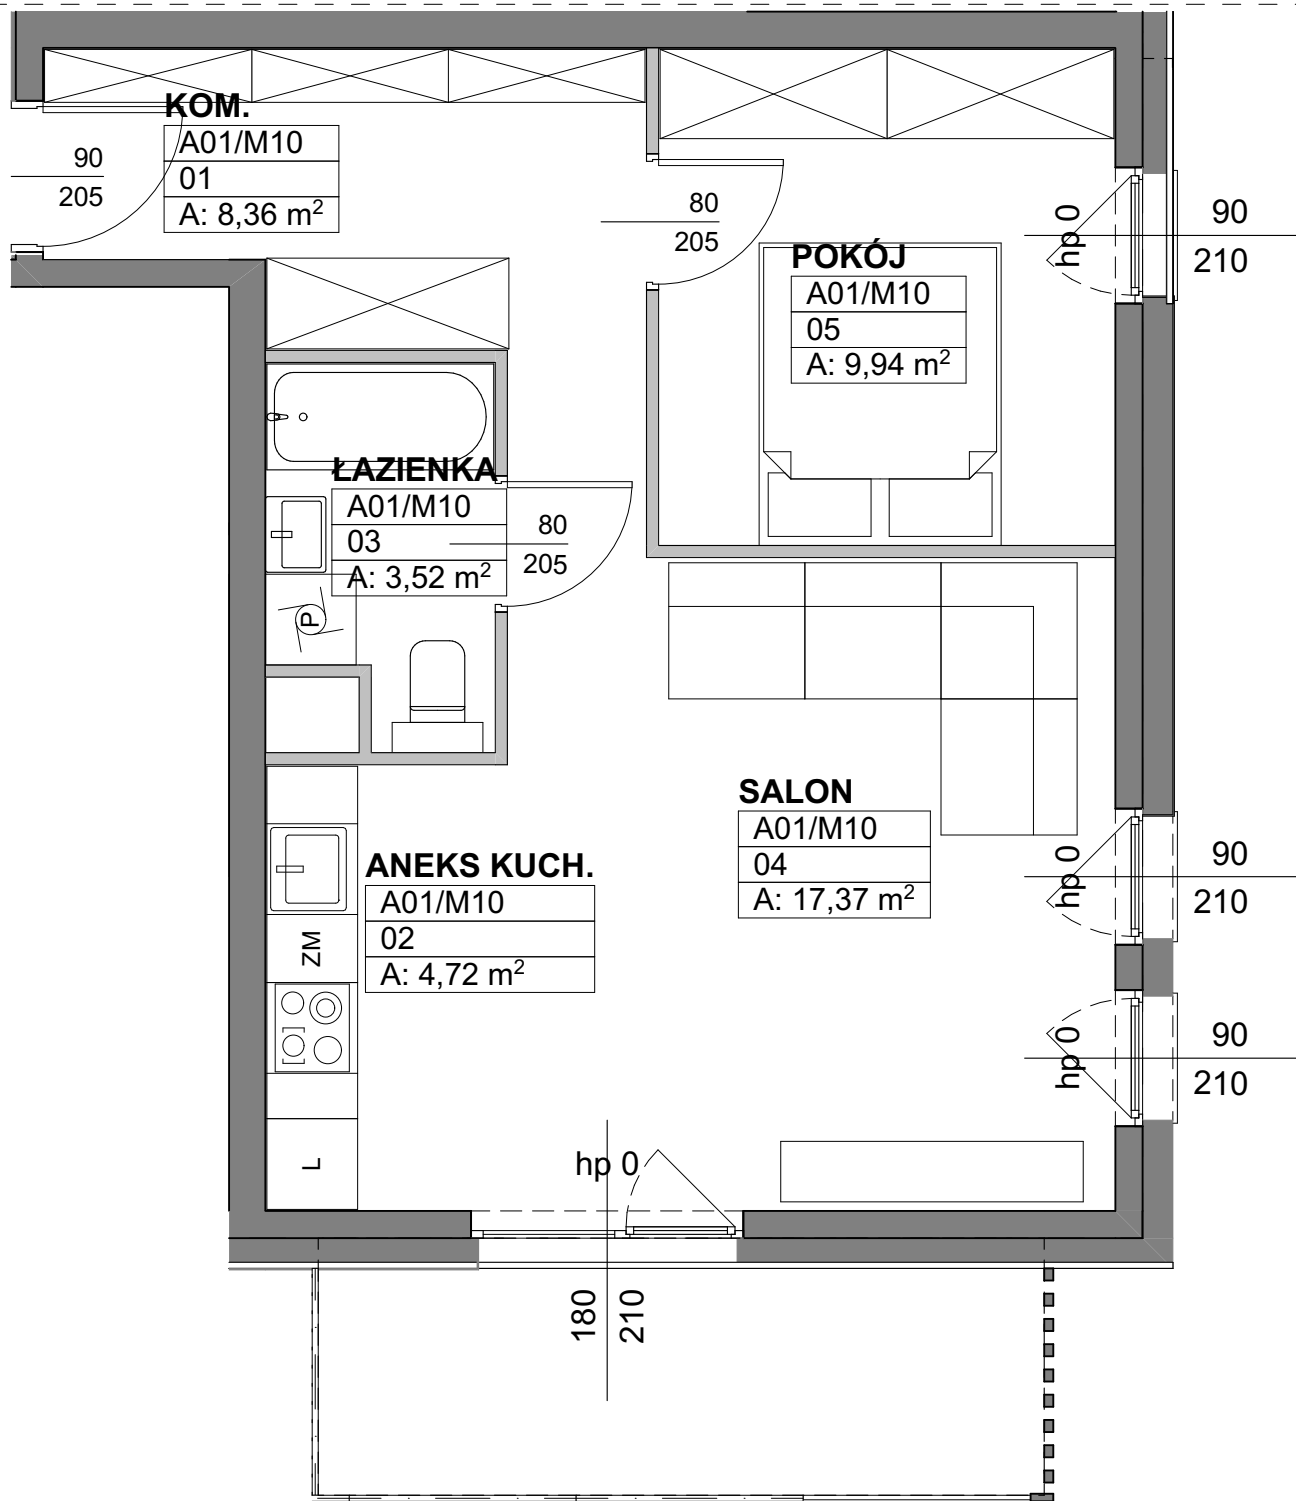 KOM.
A01/M10
01
A: 8,36 m²
90
205
80
205
POKÓJ
A01/M10
05
A: 9,94 m²
hp 0
90
210
ŁAZIENKA
A01/M10
03
A: 3,52 m²
80
205
P
SALON
A01/M10
04
A: 17,37 m²
hp 0
90
210
ANEKS KUCH.
A01/M10
02
A: 4,72 m²
ZM
hp 0
90
210
L
hp 0
180
210